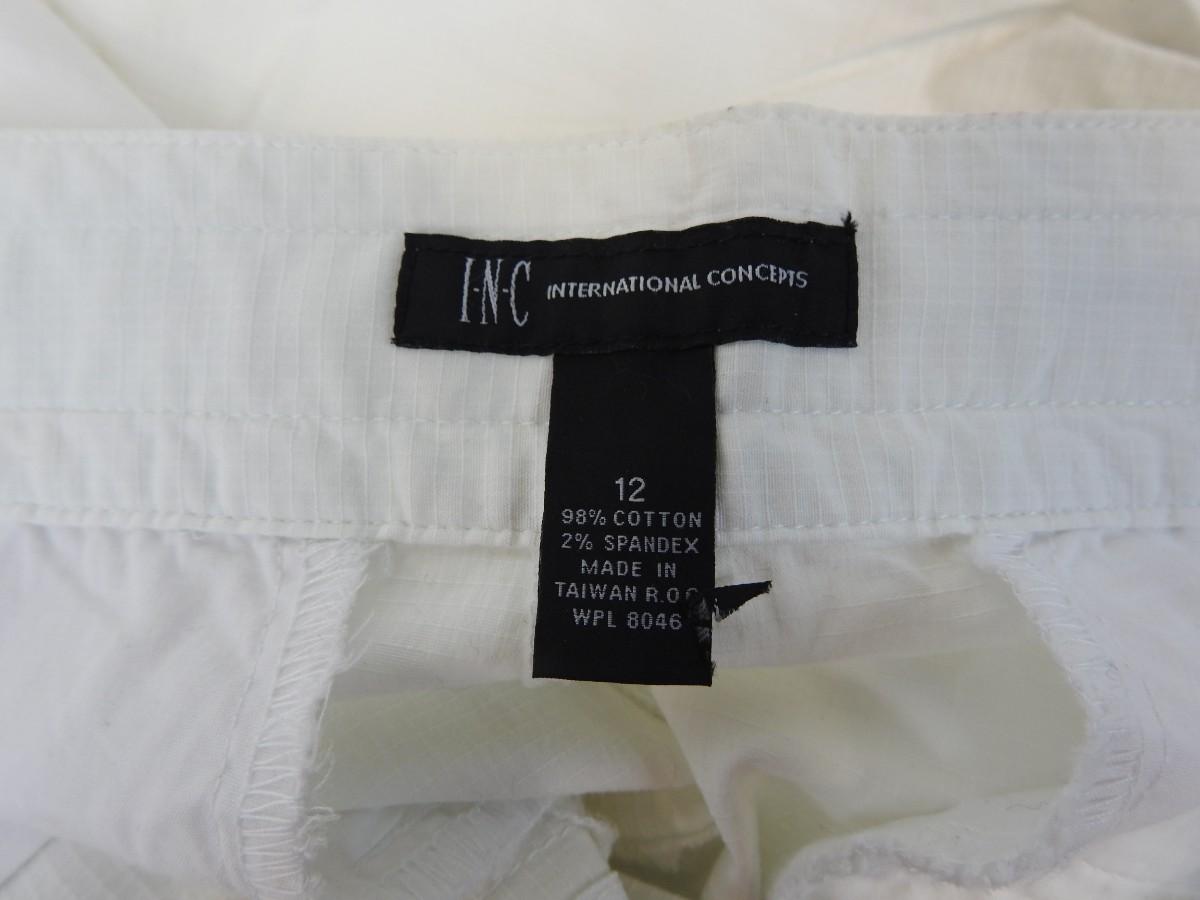 I·N·C INTERNATIONAL CONCEPTS
12
98% COTTON
2% SPANDEX
MADE IN
TAIWAN R.O.C
WPL 8046